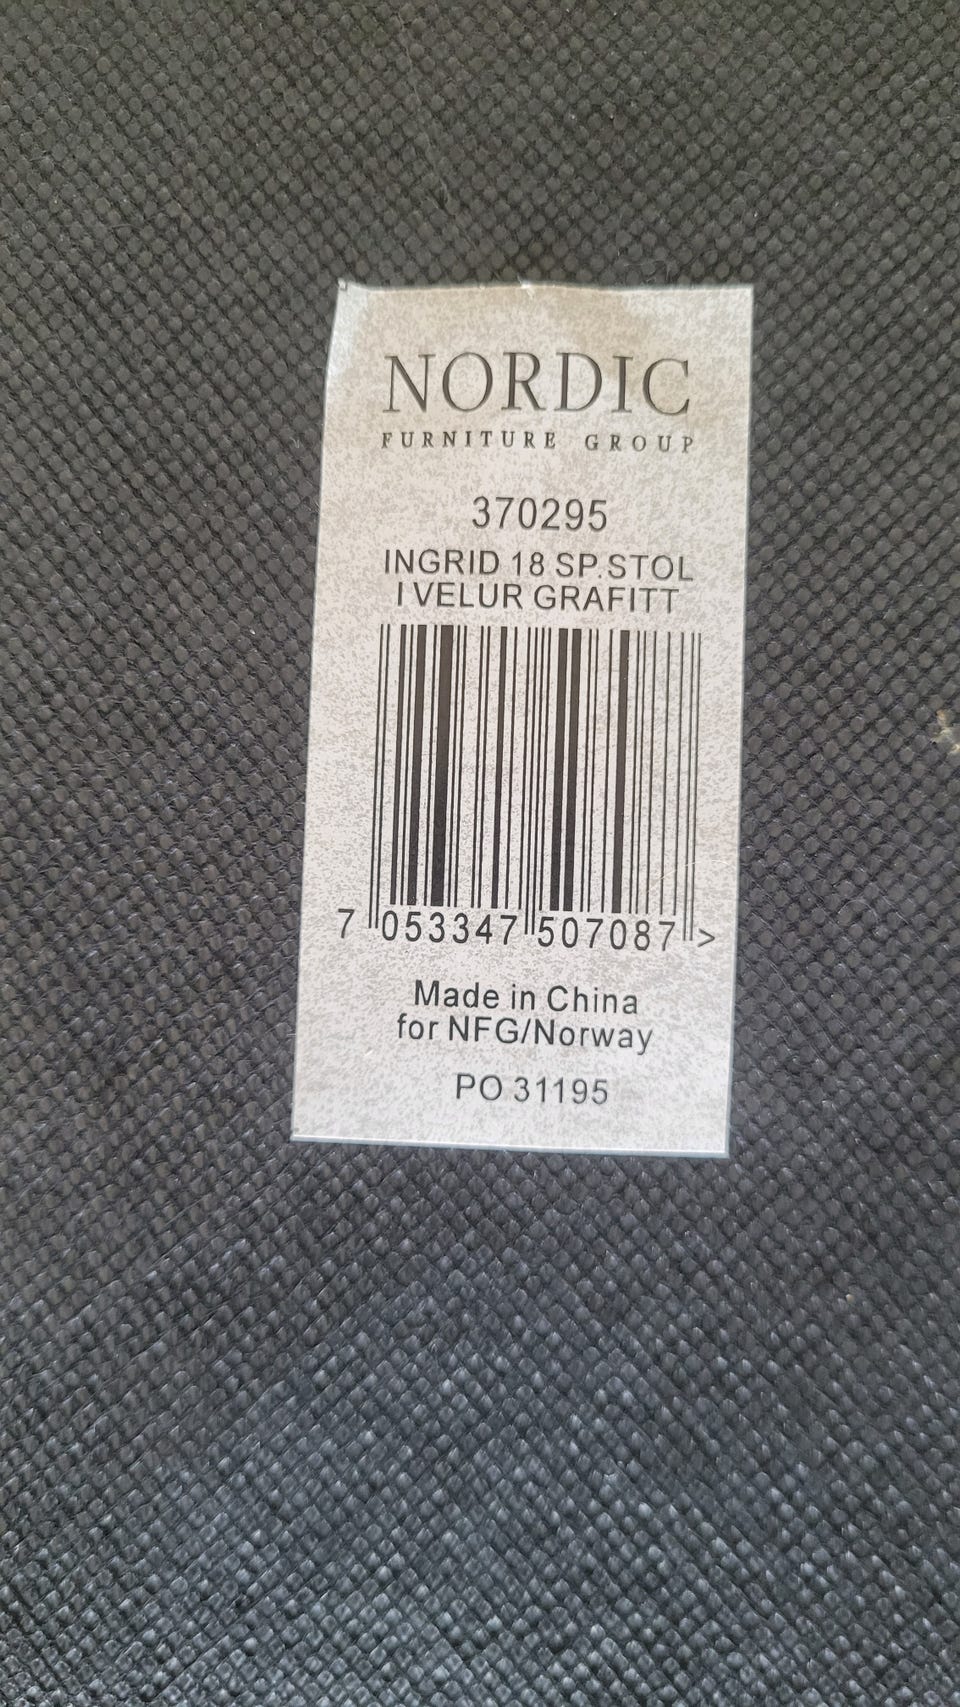 NORDIC
FURNITURE GROUP
370295
INGRID 18 SP.STOL
I VELUR GRAFITT
7 053347 507087 >
Made in China
for NFG/Norway
PO 31195